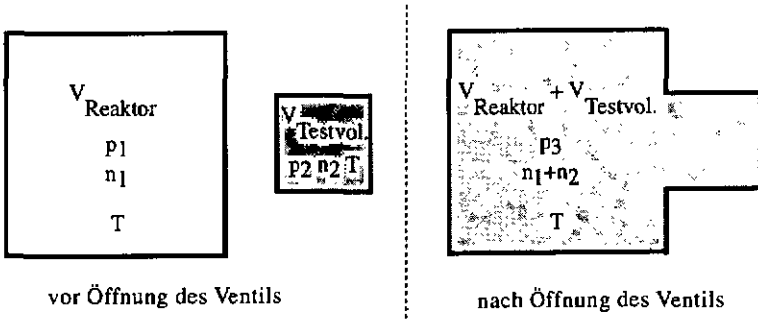 V Reaktor
p1
n1
T
V Testvol.
p2 n2 T
vor Öffnung des Ventils
V Reaktor + V Testvol.
p3
n1+n2
T
nach Öffnung des Ventils